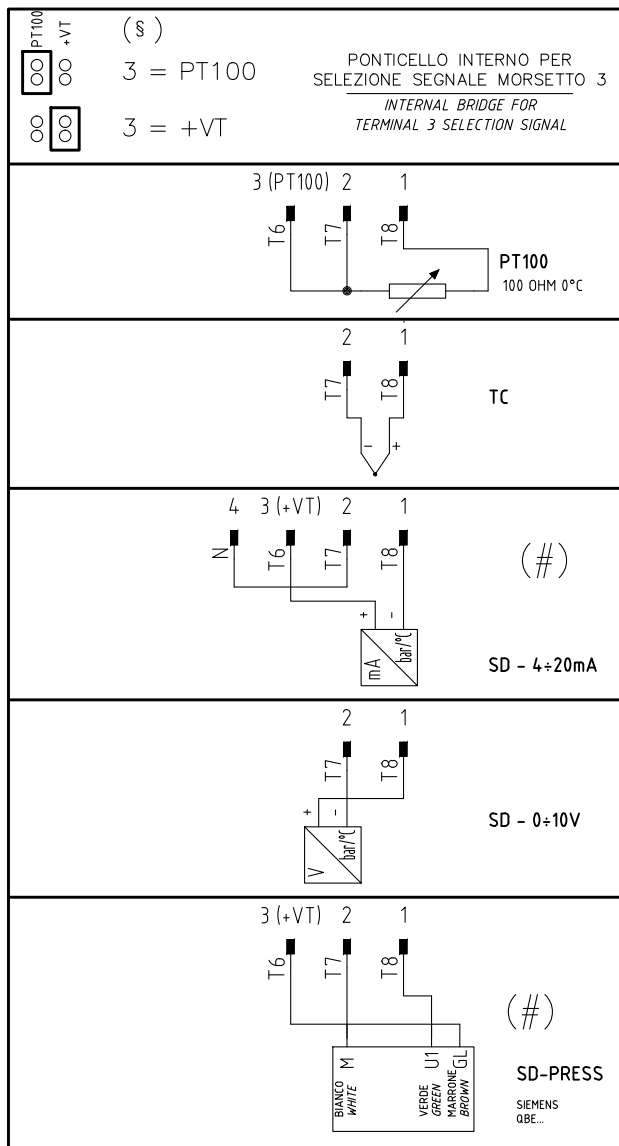 PT100
+VT
(§)
3 = PT100
3 = +VT
PONTICELLO INTERNO PER
SELEZIONE SEGNALE MORSETTO 3
INTERNAL BRIDGE FOR
TERMINAL 3 SELECTION SIGNAL
3 (PT100) 2 1
T6 T7 T8
PT100
100 OHM 0°C
2 1
T7 T8
TC
- +
4 3 (+VT) 2 1
N T6 T7 T8
(#)
+ -
mA bar/°C
SD - 4÷20mA
2 1
T7 T8
+ -
V bar/°C
SD - 0÷10V
3 (+VT) 2 1
T6 T7 T8
(#)
M U1 GL
BIANCO
WHITE
VERDE
GREEN
MARRONE
BROWN
SD-PRESS
SIEMENS
QBE...